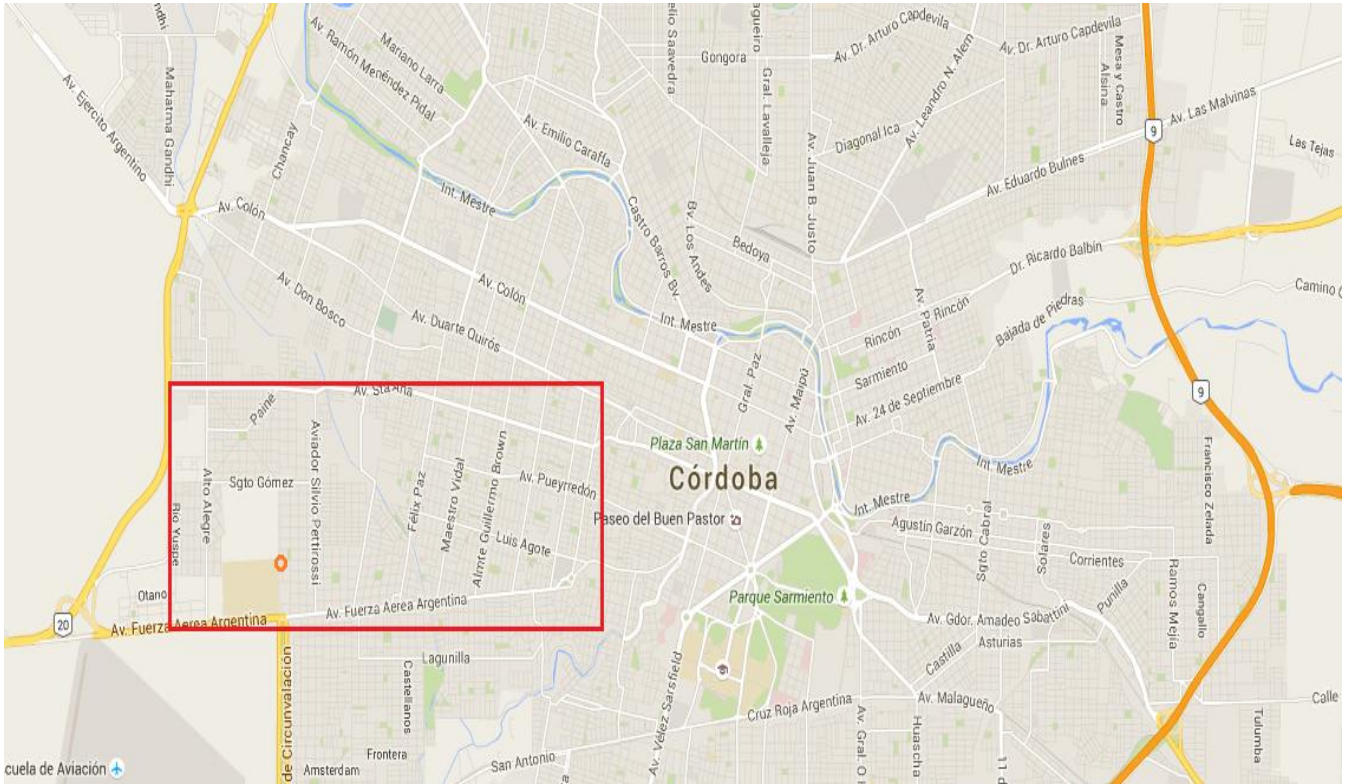 Av. Ramón Menéndez Pidal
Mariano Larra
Gongora
Gral. Lavalleja
Av. Dr. Arturo Capdevila
Av. Leandro N. Alem
Av. Dr. Arturo Capdevila
Mesa y Castro
Alsina
Av. Ejercito Argentino
Mahatma Gandhi
Chancay
Av. Emilio Caraffa
Diagonal Ica
Av. Las Malvinas
9
Las Tejas
Av. Juan B. Justo
Av. Eduardo Bulnes
Int. Mestre
Av. Colón
Castro Barros Bv.
Bv. Los Andes
Bedoya
Dr. Ricardo Balbin
Av. Don Bosco
Av. Colón
Av. Duarte Quirós
Int. Mestre
Rincón
Rincón
Av. Patria
Bajada de Piedras
Sarmiento
Av. 24 de Septiembre
Gral. Paz
Av. Maipú
9
Av. Sta Ana
Painé
Plaza San Martín
Córdoba
Int. Mestre
Int. Mestre
Alto Alegre
Sgto Gómez
Aviador Silvio Pettirossi
Félix Paz
Maestro Vidal
Almte Guillermo Brown
Av. Pueyrredón
Paseo del Buen Pastor
Luis Agote
Rio Yuspe
Agustín Garzón
Sgto Cabral
Sorares
Corrientes
Francisco Zelada
Otano
20
Av. Fuerza Aerea Argentina
Av. Fuerza Aerea Argentina
Parque Sarmiento
Av. Gdor. Amadeo Sabattini
Punilla
Ramos Mejía
Cangallo
Castilla
Asturias
Lagunilla
de Circunvalación
Castellanos
Av. Vélez Sarsfield
Cruz Roja Argentina
Av. Malagueño
Calle
Tulumba
Huascha
Frontera
Amsterdam
San Antonio
cuela de Aviación